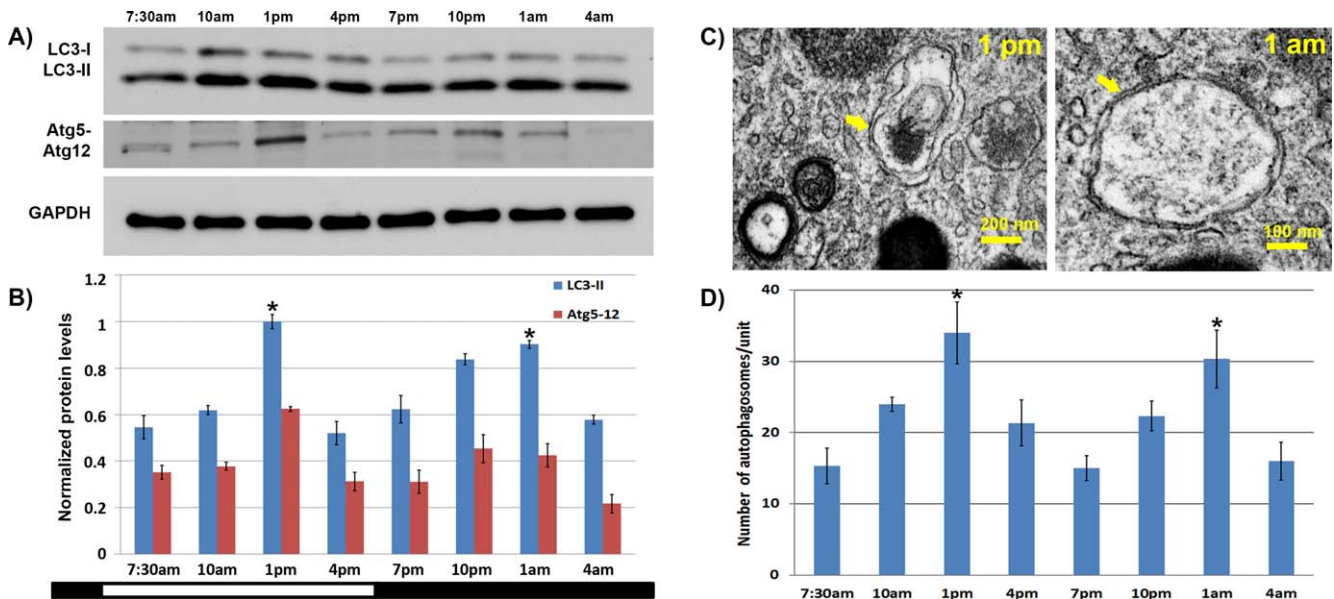 7:30am 10am 1pm 4pm 7pm 10pm 1am 4am
A)
LC3-I
LC3-II
Atg5-
Atg12
GAPDH
B)
Normalized protein levels
1.2
1
0.8
0.6
0.4
0.2
0
LC3-II
Atg5-12
*
*
7:30am 10am 1pm 4pm 7pm 10pm 1am 4am
C)
1 pm
200 nm
1 am
100 nm
D)
Number of autophagosomes/unit
40
30
20
10
0
*
*
7:30am 10am 1pm 4pm 7pm 10pm 1am 4am